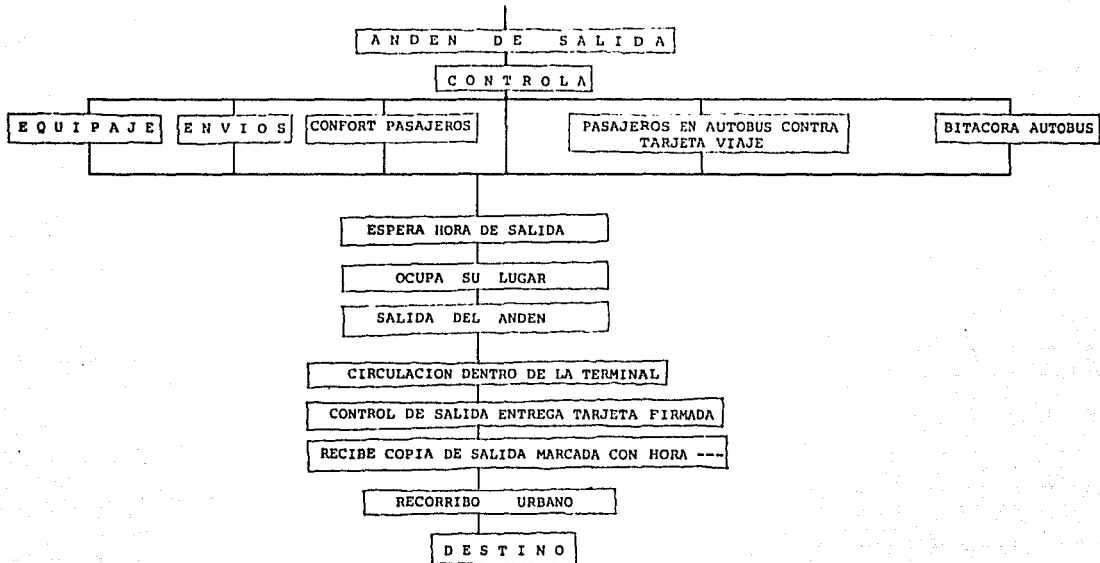 ANDEN DE SALIDA
CONTROLA
EQUIPAJE
ENVIOS
CONFORT PASAJEROS
PASAJEROS EN AUTOBUS CONTRA
TARJETA VIAJE
BITACORA AUTOBUS
ESPERA HORA DE SALIDA
OCUPA SU LUGAR
SALIDA DEL ANDEN
CIRCULACION DENTRO DE LA TERMINAL
CONTROL DE SALIDA ENTREGA TARJETA FIRMADA
RECIBE COPIA DE SALIDA MARCADA CON HORA ---
RECORRIBO URBANO
DESTINO